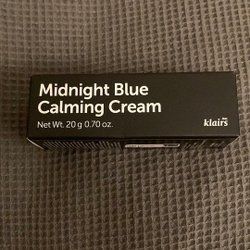 Midnight Blue
Calming Cream
Net Wt. 20 g 0.70 oz.
klairs